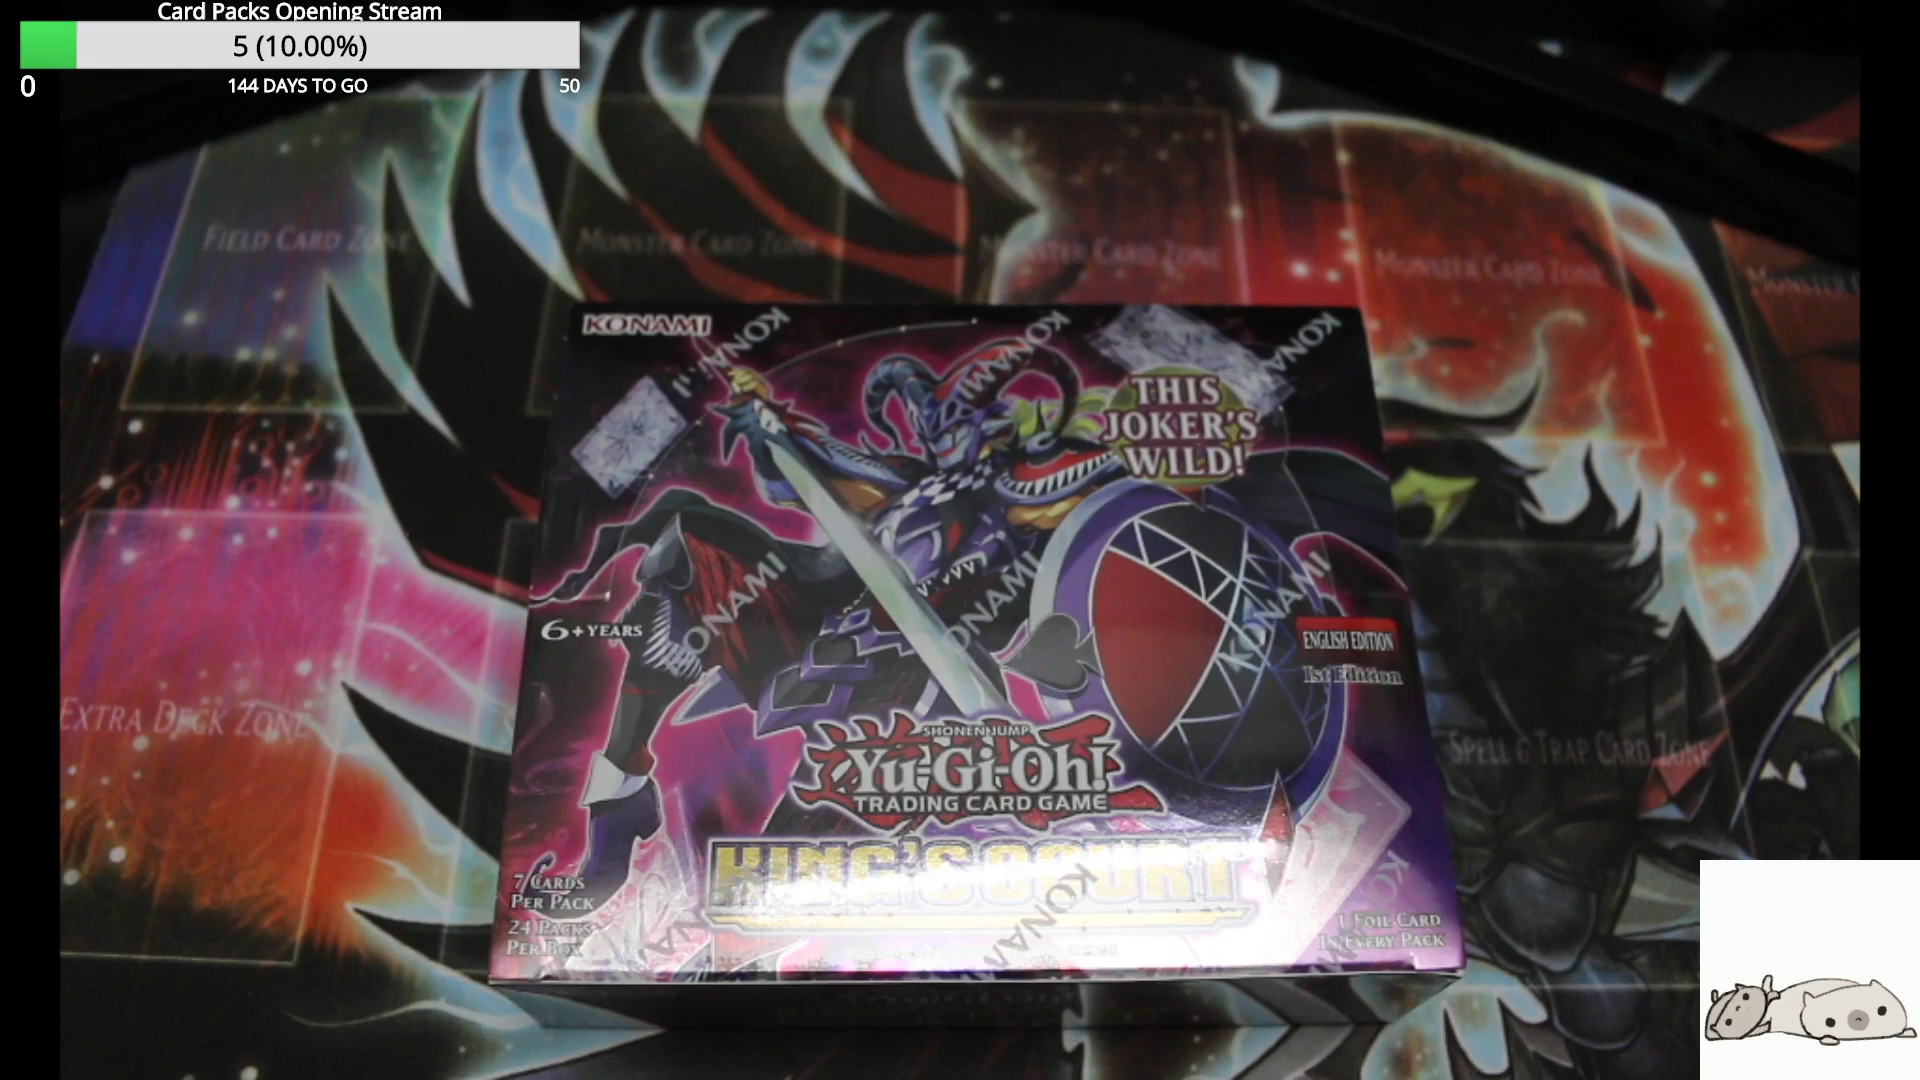 Card Packs Opening Stream
5 (10.00%)
0
144 DAYS TO GO
50
FIELD CARD ZONE
MONSTER CARD ZONE
MONSTER CARD ZONE
MONSTER CARD ZONE
MONSTER C
KONAMI
KONAMI
KONAMI
KONAMI
THIS
JOKER'S
WILD!
KONAMI
KONAMI
KONAMI
6+ YEARS
ENGLISH EDITION
1st Edition
EXTRA DECK ZONE
SPELL & TRAP CARD ZONE
SHONEN JUMP
Yu-Gi-Oh!
TRADING CARD GAME
KING'S COURT
7 CARDS
PER PACK
24 PACKS
PER BOX
KONAMI
1 FOIL CARD
IN EVERY PACK